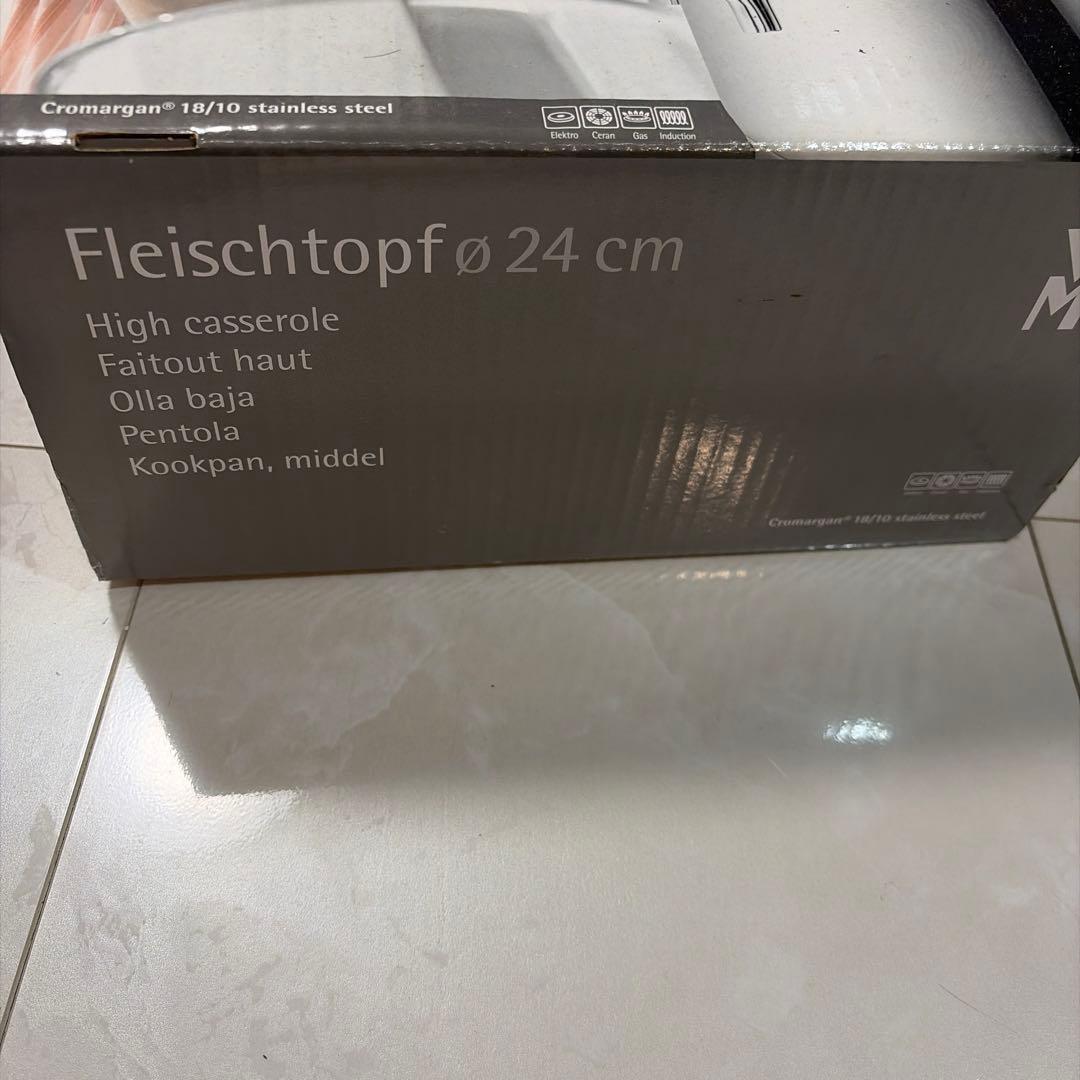 Cromargan® 18/10 stainless steel
Elektro Ceran Gas Induction
Fleischtopf ø 24 cm
High casserole
Faitout haut
Olla baja
Pentola
Kookpan, middel
Cromargan® 18/10 stainless steel